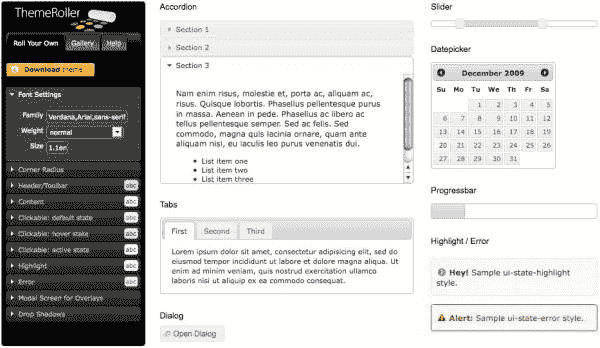 ThemeRoller
Roll Your Own
Gallery
Help
Download theme
Font Settings
Family Verdana,Arial,sans-serif
Weight normal
Size 1.1em
Corner Radius
Header/Toolbar abc
Content abc
Clickable: default state abc
Clickable: hover state abc
Clickable: active state abc
Highlight abc
Error abc
Modal Screen for Overlays
Drop Shadows
Accordion
Section 1
Section 2
Section 3
Nam enim risus, molestie et, porta ac, aliquam ac,
risus. Quisque lobortis. Phasellus pellentesque purus
in massa. Aenean in pede. Phasellus ac libero ac
tellus pellentesque semper. Sed ac felis. Sed
commodo, magna quis lacinia ornare, quam ante
aliquam nisi, eu iaculis leo purus venenatis dui.
• List item one
• List item two
• List item three
Tabs
First
Second
Third
Lorem ipsum dolor sit amet, consectetur adipisicing elit, sed do
eiusmod tempor incididunt ut labore et dolore magna aliqua. Ut
enim ad minim veniam, quis nostrud exercitation ullamco
laboris nisi ut aliquip ex ea commodo consequat.
Dialog
Open Dialog
Slider
Datepicker
December 2009
Su Mo Tu We Th Fr Sa
1 2 3 4 5
6 7 8 9 10 11 12
13 14 15 16 17 18 19
20 21 22 23 24 25 26
27 28 29 30 31
Progressbar
Highlight / Error
Hey! Sample ui-state-highlight
style.
Alert: Sample ui-state-error style.